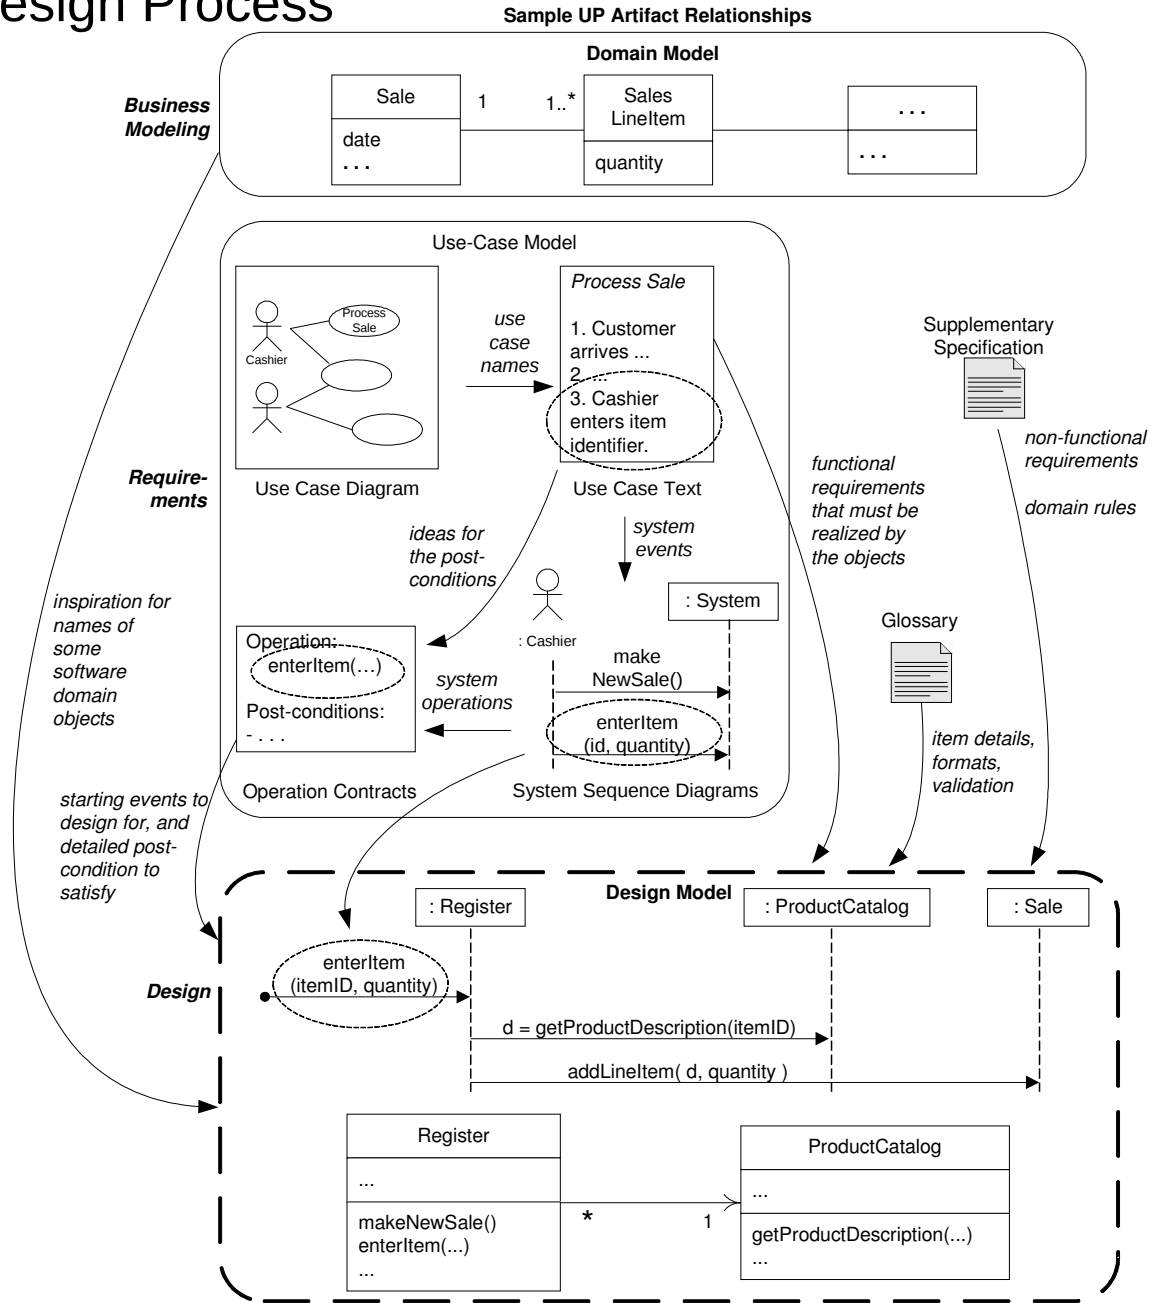 esign Process
Sample UP Artifact Relationships
Domain Model
Business
Modeling
Sale
1
1..*
Sales
LineItem
. . .
date
. . .
quantity
. . .
Use-Case Model
Process
Sale
Cashier
use
case
names
Process Sale
1. Customer
arrives ...
2. ...
3. Cashier
enters item
identifier.
Use Case Diagram
Use Case Text
Require-
ments
Supplementary
Specification
non-functional
requirements
domain rules
functional
requirements
that must be
realized by
the objects
ideas for
the post-
conditions
system
events
inspiration for
names of
some
software
domain
objects
: System
: Cashier
Glossary
Operation:
enterItem(…)
Post-conditions:
- . . .
system
operations
make
NewSale()
enterItem
(id, quantity)
item details,
formats,
validation
Operation Contracts
System Sequence Diagrams
starting events to
design for, and
detailed post-
condition to
satisfy
Design Model
: Register
: ProductCatalog
: Sale
Design
enterItem
(itemID, quantity)
d = getProductDescription(itemID)
addLineItem( d, quantity )
Register
...
makeNewSale()
enterItem(...)
...
*
1
ProductCatalog
...
getProductDescription(...)
...